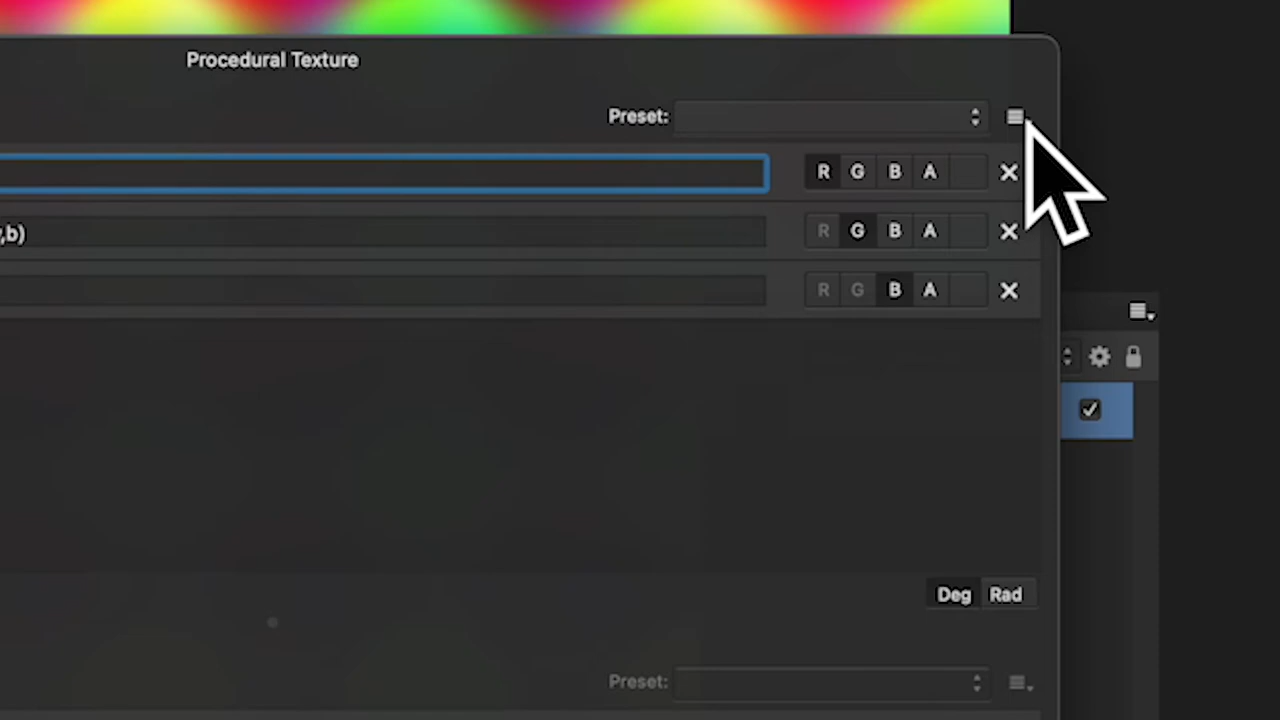 Procedural Texture
Preset:
R G B A
,b) R G B A
R G B A
Deg Rad
Preset: